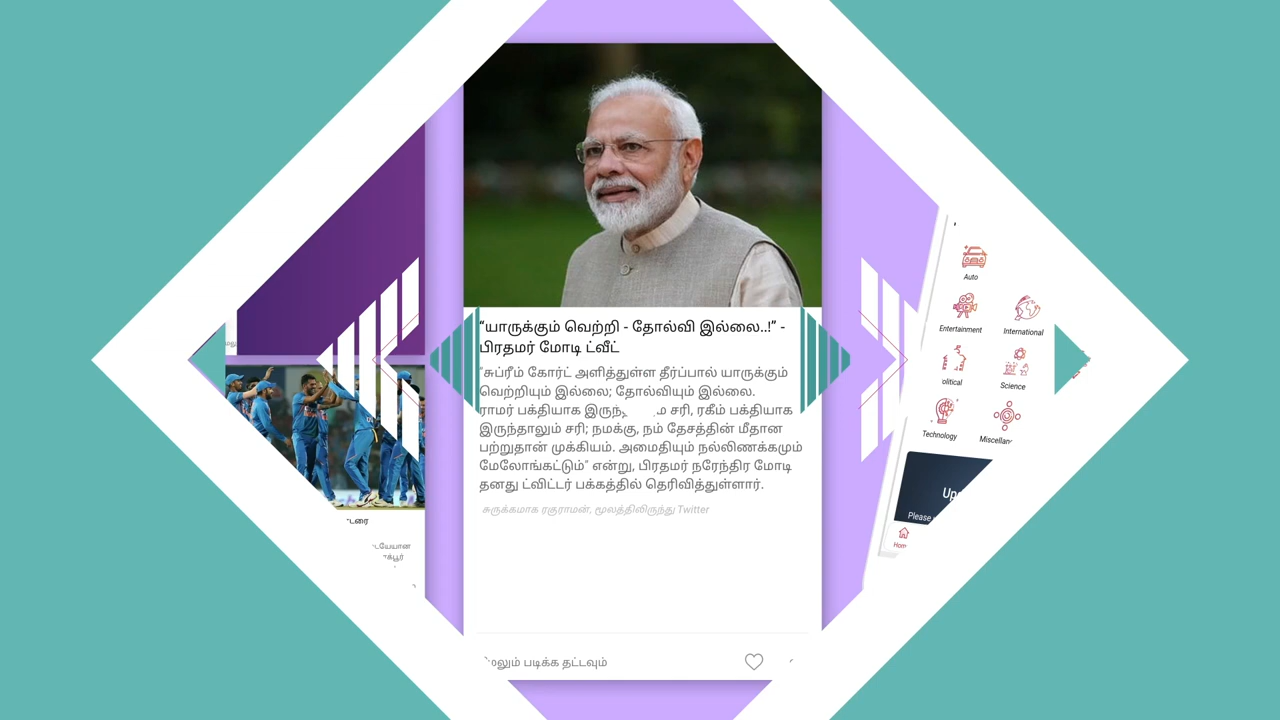 “யாருக்கும் வெற்றி - தோல்வி இல்லை..!” -
பிரதமர் மோடி ட்வீட்
"சுப்ரீம் கோர்ட் அளித்துள்ள தீர்ப்பால் யாருக்கும்
வெற்றியும் இல்லை; தோல்வியும் இல்லை.
ராமர் பக்தியாக சரி, ரகீம் பக்தியாக
இருந்தாலும் சரி; நமக்கு, நம் தேசத்தின் மீதான
பற்றுதான் முக்கியம். அமைதியும் நல்லிணக்கமும்
மேலோங்கட்டும்" என்று, பிரதமர் நரேந்திர மோடி
தனது ட்விட்டர் பக்கத்தில் தெரிவித்துள்ளார்.
சுருக்கமாக ரகுராமன், மூலத்திலிருந்து Twitter
படிக்க தட்டவும்
Auto
Entertainment
International
Science
Technology
Please